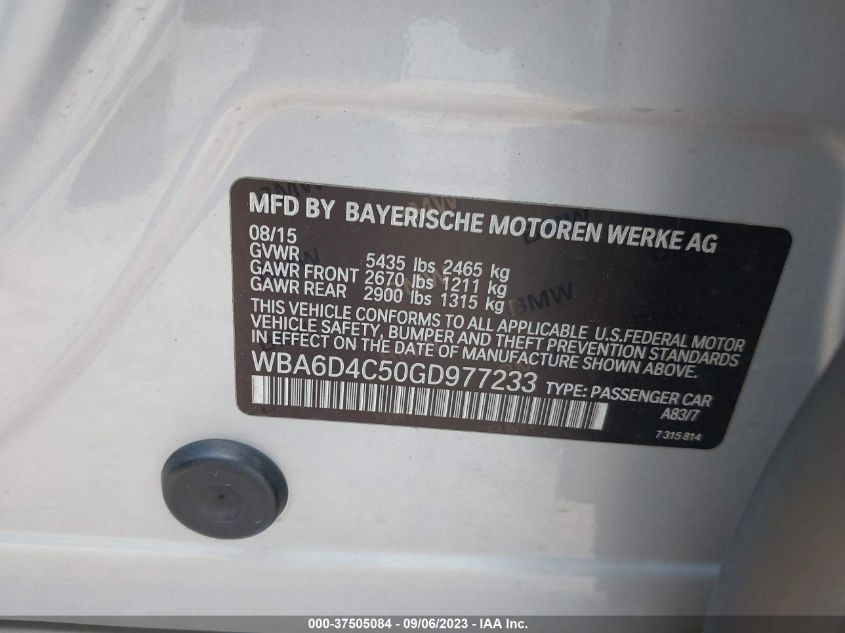 MFD BY BAYERISCHE MOTOREN WERKE AG
08/15
GVWR 5435 lbs 2465 kg
GAWR FRONT 2670 lbs 1211 kg
GAWR REAR 2900 lbs 1315 kg
THIS VEHICLE CONFORMS TO ALL APPLICABLE U.S.FEDERAL MOTOR
VEHICLE SAFETY, BUMPER AND THEFT PREVENTION STANDARDS
IN EFFECT ON THE DATE OF MANUFACTURE SHOWN ABOVE.
WBA6D4C50GD977233 TYPE: PASSENGER CAR
A83/7
7 315 814
000-37505084 - 09/06/2023 - IAA Inc.